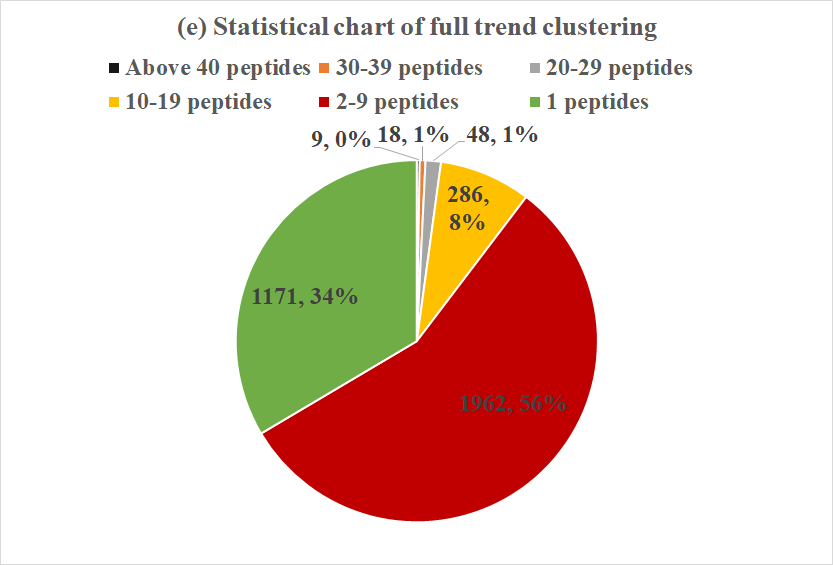 (e) Statistical chart of full trend clustering
Above 40 peptides 30-39 peptides 20-29 peptides
10-19 peptides 2-9 peptides 1 peptides
9, 0% 18, 1% 48, 1%
286,
8%
1171, 34%
1962, 56%